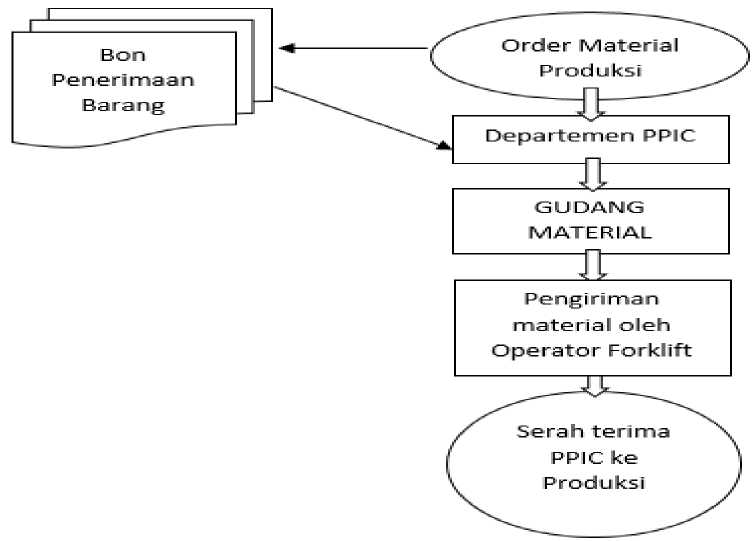 Bon
Penerimaan
Barang
Order Material
Produksi
Departemen PPIC
GUDANG
MATERIAL
Pengiriman
material oleh
Operator Forklift
Serah terima
PPIC ke
Produksi